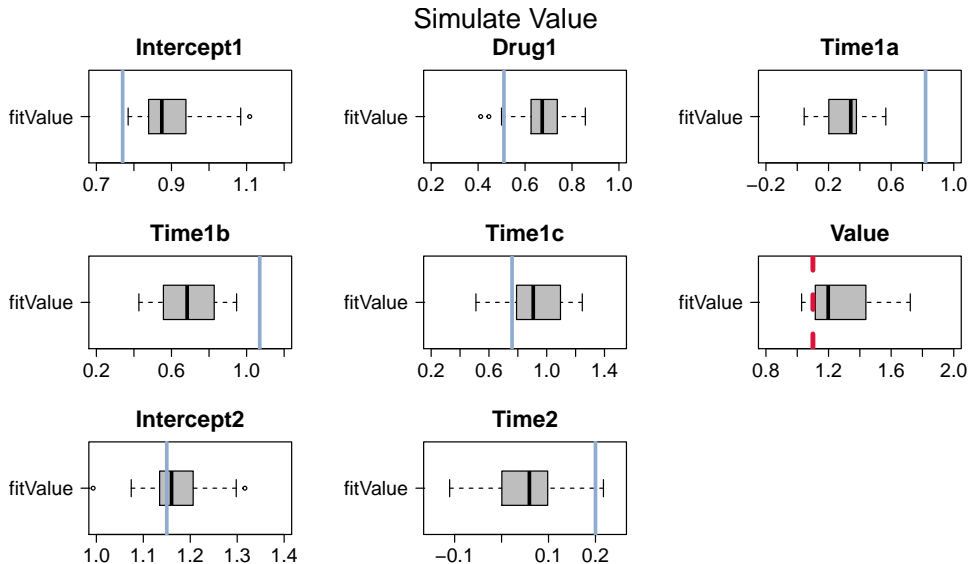 Simulate Value
Intercept1
Drug1
Time1a
fitValue
fitValue
fitValue
0.7 0.9 1.1
0.2 0.4 0.6 0.8 1.0
−0.2 0.2 0.6 1.0
Time1b
Time1c
Value
fitValue
fitValue
fitValue
0.2 0.6 1.0
0.2 0.6 1.0 1.4
0.8 1.2 1.6 2.0
Intercept2
Time2
fitValue
fitValue
1.0 1.1 1.2 1.3 1.4
−0.1 0.1 0.2